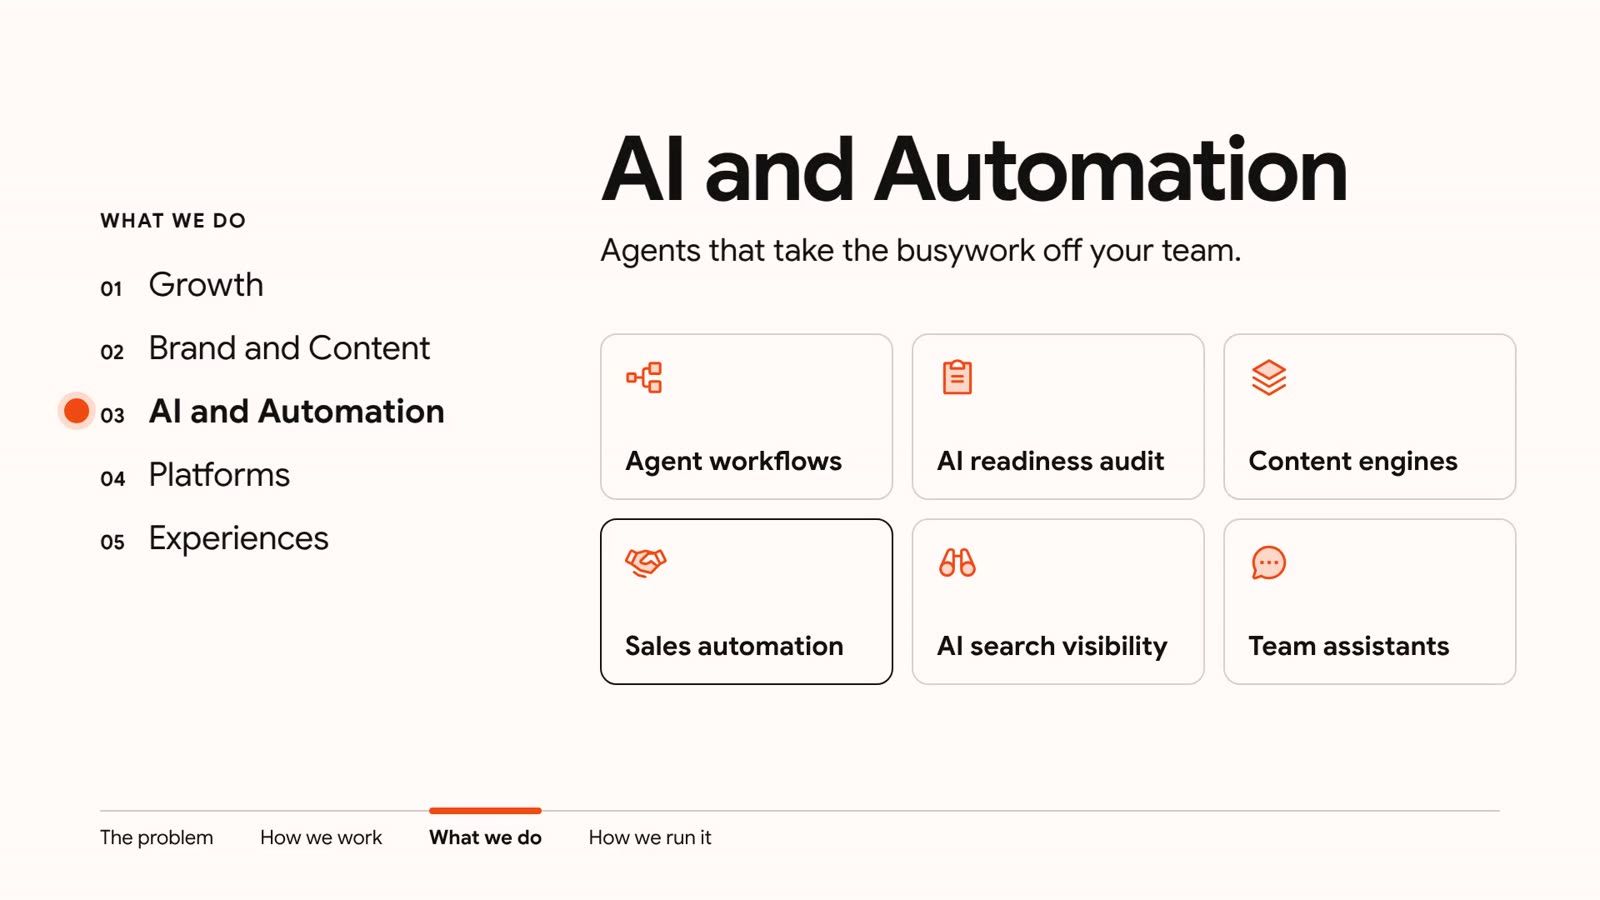 WHAT WE DO
01 Growth
02 Brand and Content
03 AI and Automation
04 Platforms
05 Experiences
AI and Automation
Agents that take the busywork off your team.
Agent workflows
AI readiness audit
Content engines
Sales automation
AI search visibility
Team assistants
The problem
How we work
What we do
How we run it